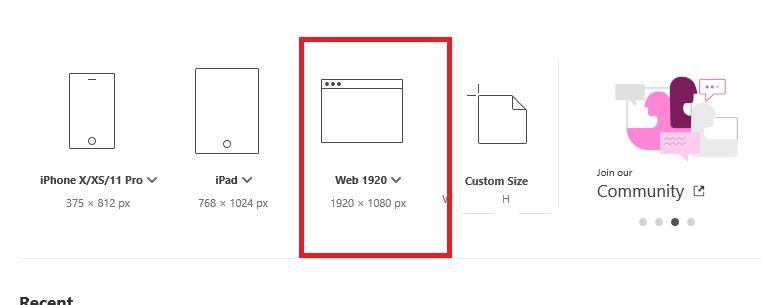 iPhone X/XS/11 Pro
375 × 812 px
iPad
768 × 1024 px
Web 1920
1920 × 1080 px
Custom Size
W H
Join our
Community
Recent